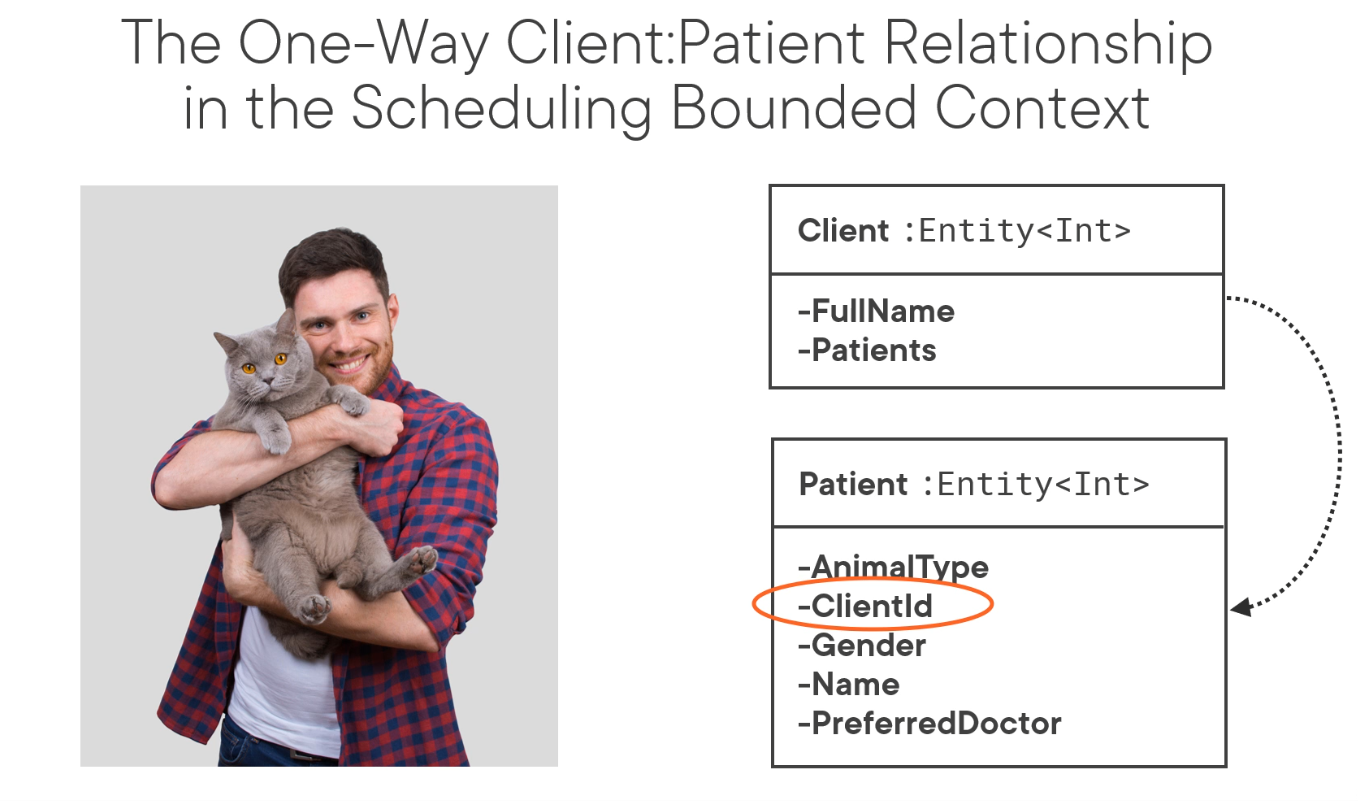 The One-Way Client:Patient Relationship
in the Scheduling Bounded Context
Client :Entity<Int>
-FullName
-Patients
Patient :Entity<Int>
-AnimalType
-ClientId
-Gender
-Name
-PreferredDoctor